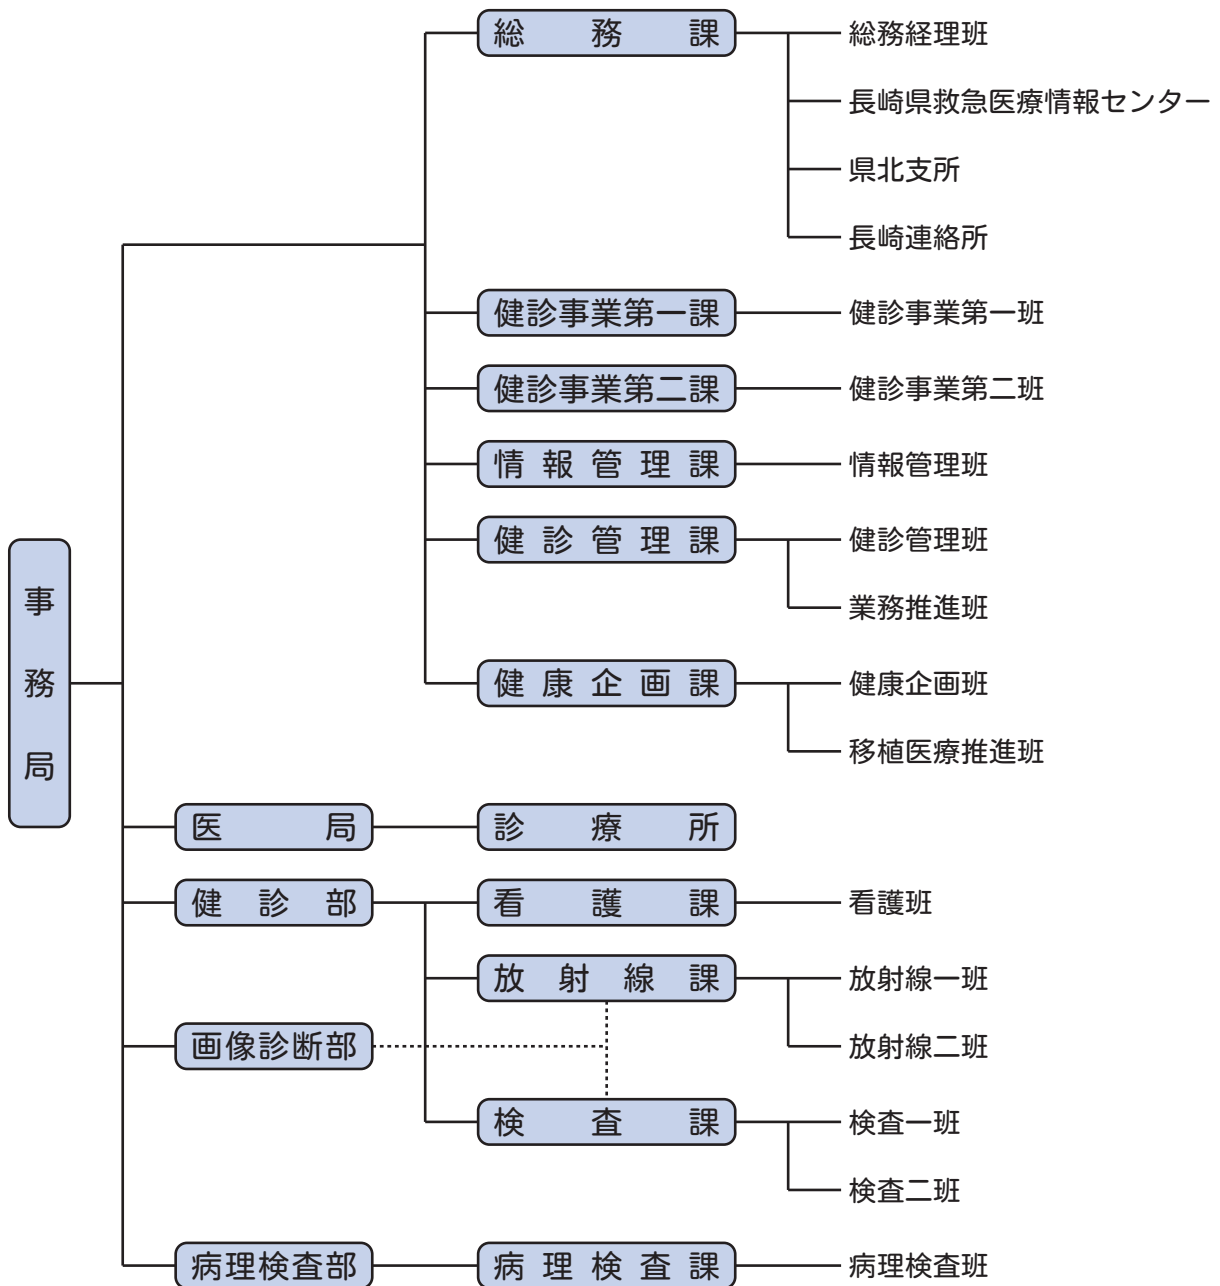 総務課
総務経理班
長崎県救急医療情報センター
県北支所
長崎連絡所
健診事業第一課
健診事業第一班
健診事業第二課
健診事業第二班
情報管理課
情報管理班
健診管理課
健診管理班
業務推進班
事務局
健康企画課
健康企画班
移植医療推進班
医局
診療所
健診部
看護課
看護班
放射線課
放射線一班
画像診断部
放射線二班
検査課
検査一班
検査二班
病理検査部
病理検査課
病理検査班